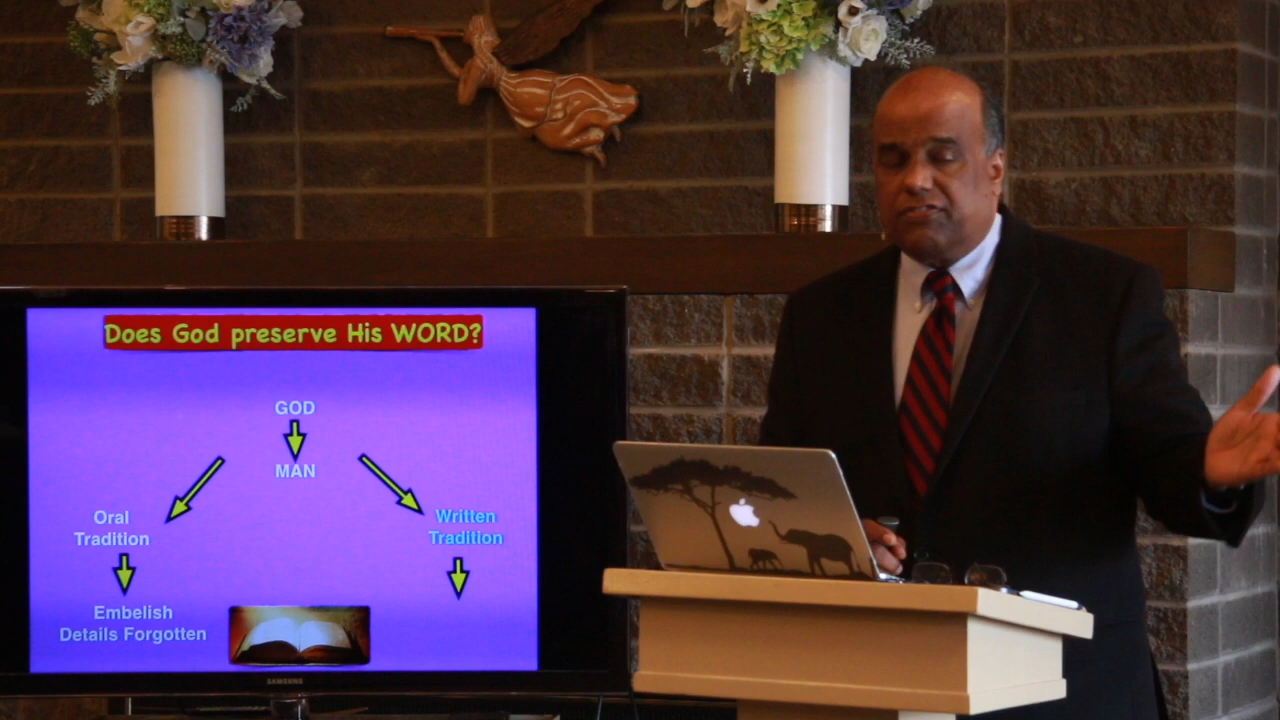 Does God preserve His WORD?
GOD
MAN
Oral
Tradition
Written
Tradition
Embelish
Details Forgotten
SAMSUNG